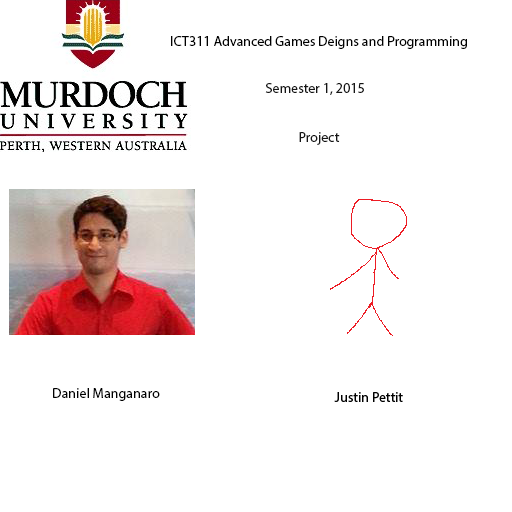 ICT311 Advanced Games Deigns and Programming
Semester 1, 2015
MURDOCH
UNIVERSITY
PERTH, WESTERN AUSTRALIA
Project
Daniel Manganaro
Justin Pettit